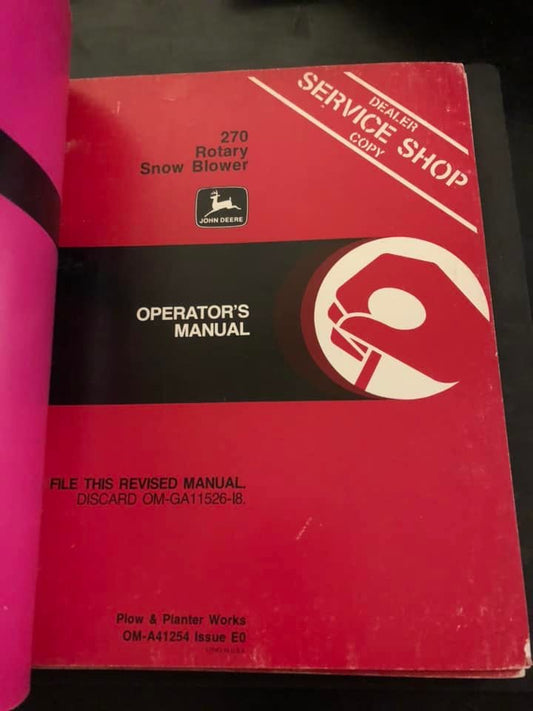 DEALER
SERVICE SHOP
COPY
270
Rotary
Snow Blower
JOHN DEERE
OPERATOR'S
MANUAL
FILE THIS REVISED MANUAL.
DISCARD OM-GA11526-I8.
Plow & Planter Works
OM-A41254 Issue E0